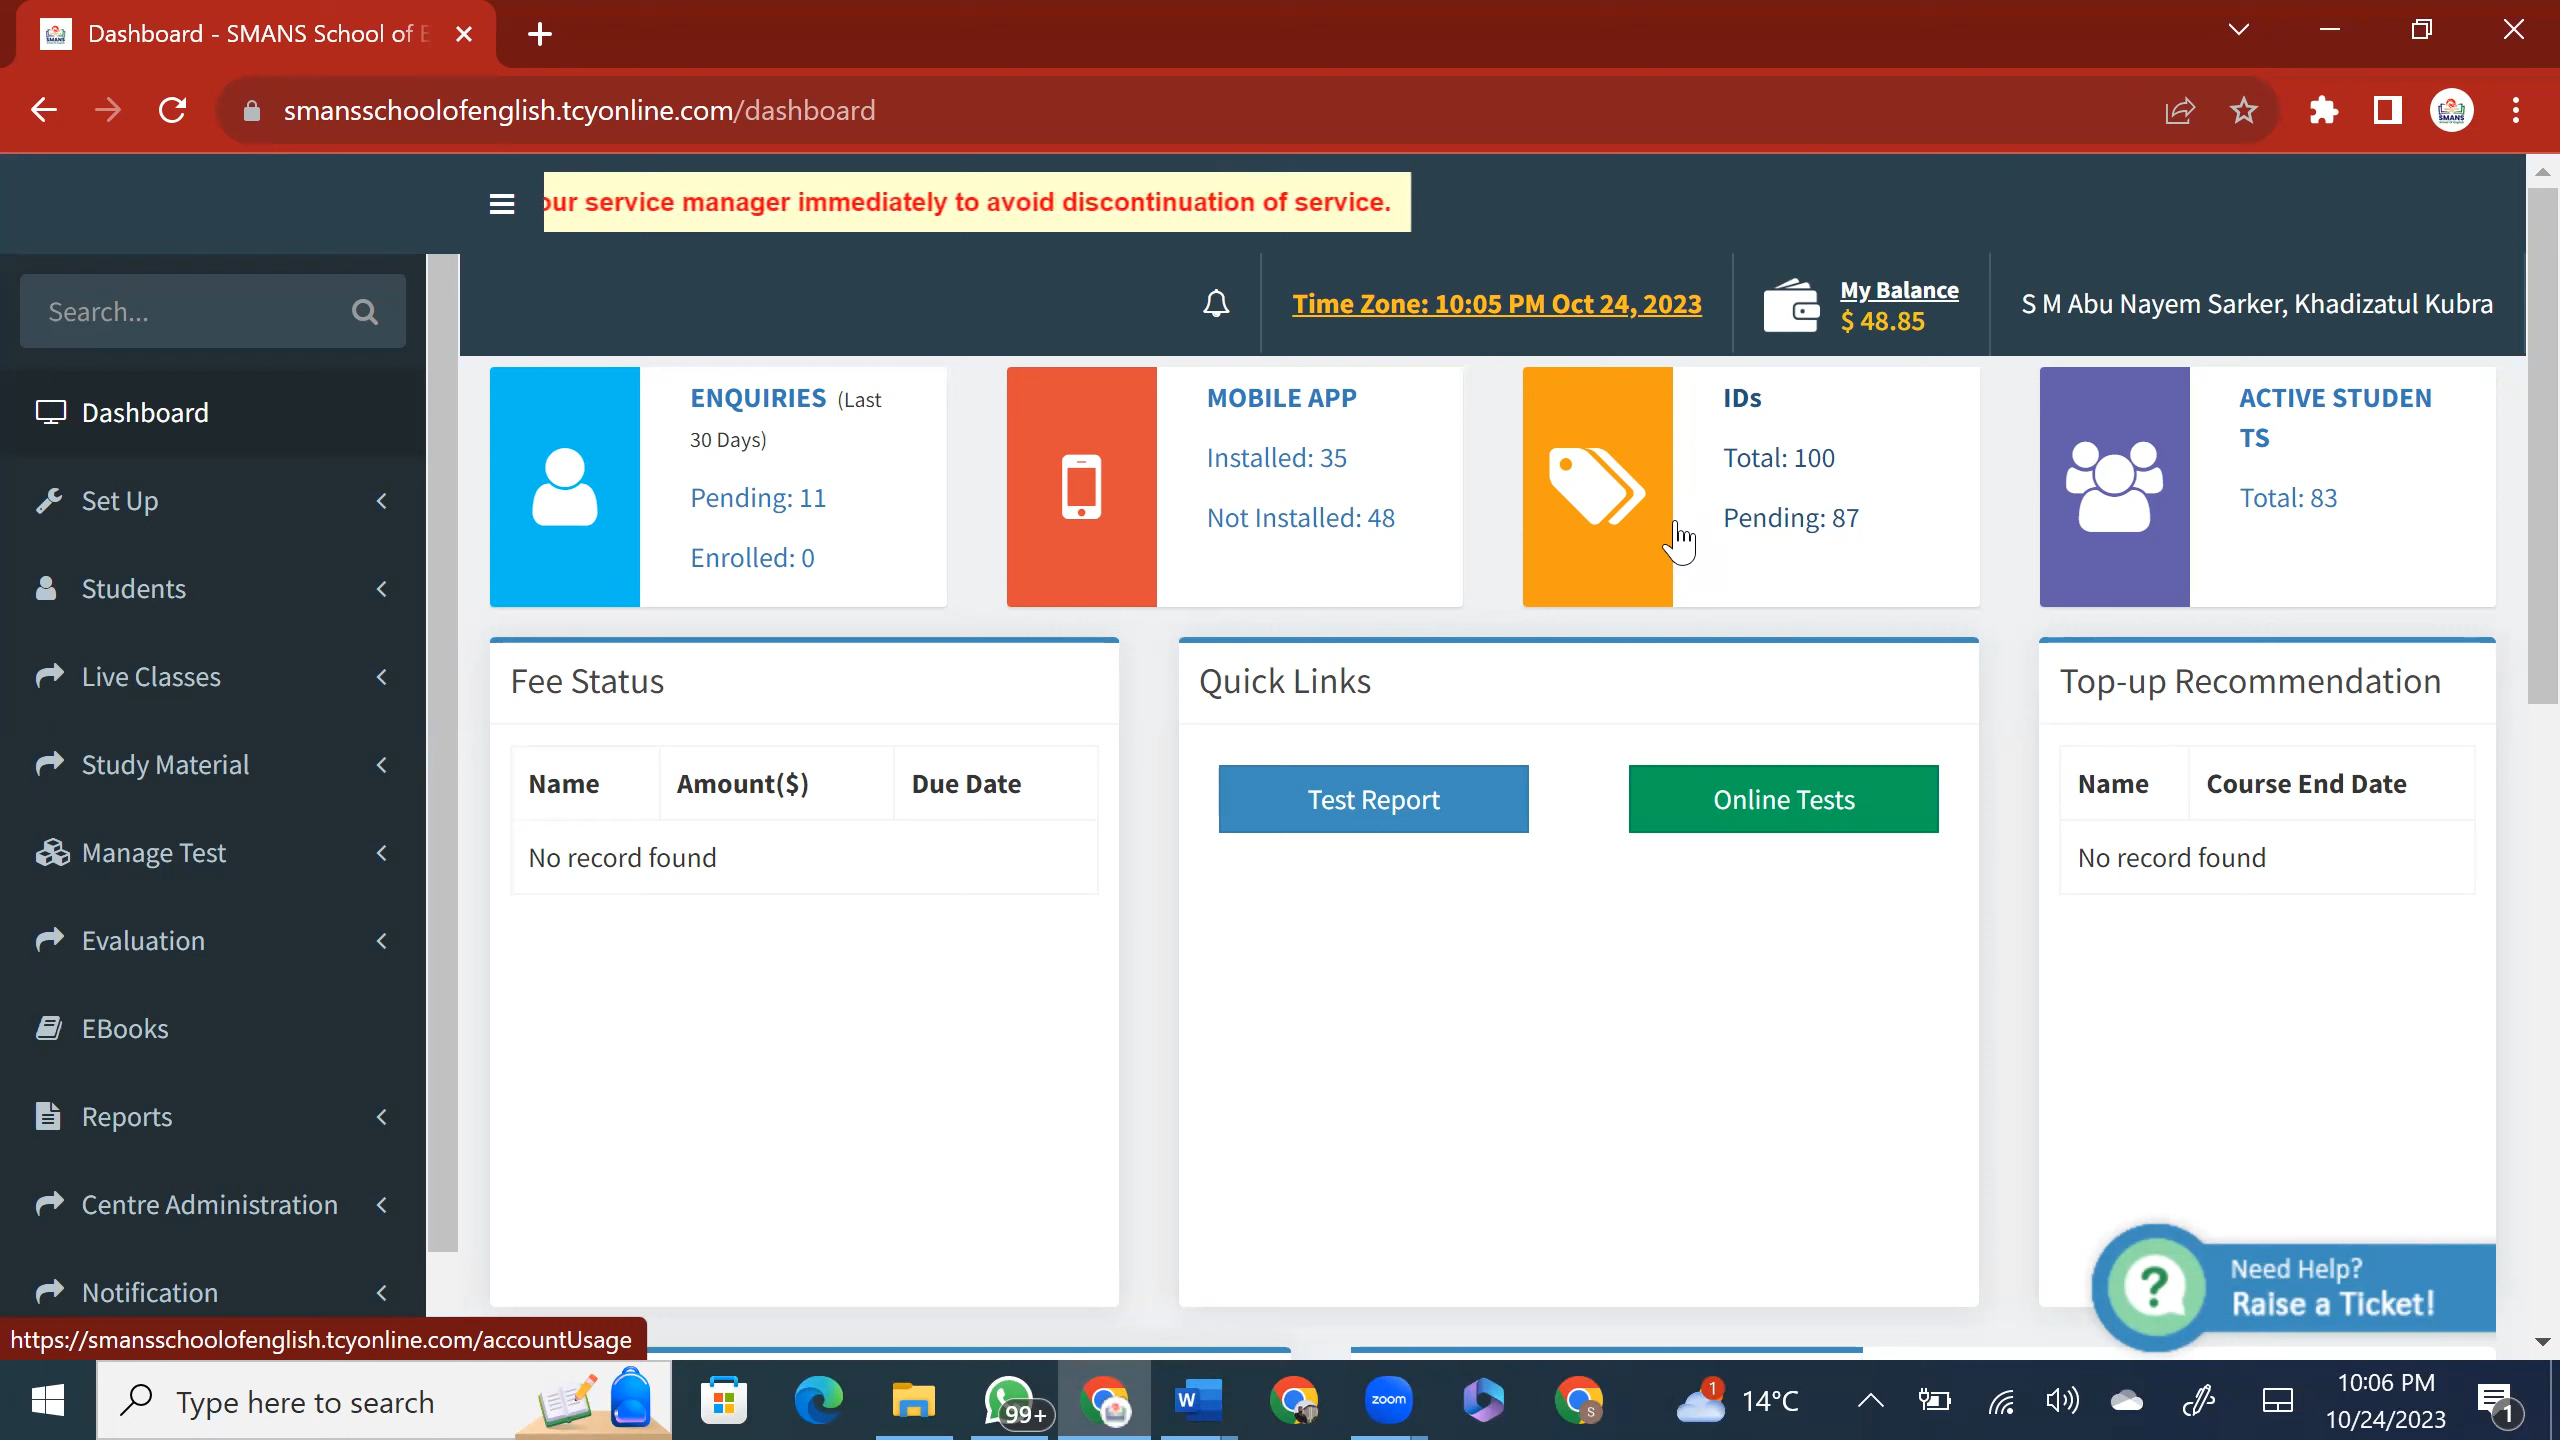 Dashboard - SMANS School of E
smansschoolofenglish.tcyonline.com/dashboard
our service manager immediately to avoid discontinuation of service.
Search...
Time Zone: 10:05 PM Oct 24, 2023
My Balance
$ 48.85
S M Abu Nayem Sarker, Khadizatul Kubra
Dashboard
Set Up
Students
Live Classes
Study Material
Manage Test
Evaluation
EBooks
Reports
Centre Administration
Notification
ENQUIRIES (Last
30 Days)
Pending: 11
Enrolled: 0
MOBILE APP
Installed: 35
Not Installed: 48
IDs
Total: 100
Pending: 87
ACTIVE STUDEN
TS
Total: 83
Fee Status
Name Amount($) Due Date
No record found
Quick Links
Test Report
Online Tests
Top-up Recommendation
Name Course End Date
No record found
Need Help?
Raise a Ticket!
https://smansschoolofenglish.tcyonline.com/accountUsage
Type here to search
99+
W
zoom
S
1
14°C
10:06 PM
10/24/2023
1